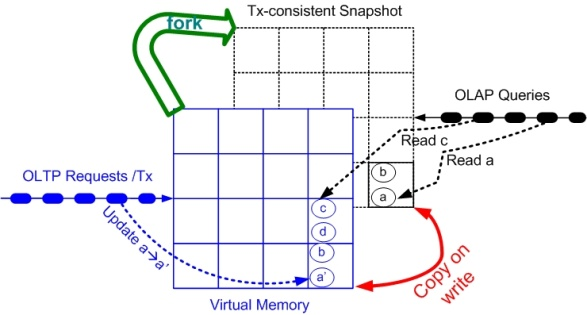 Tx-consistent Snapshot
fork
OLAP Queries
Read c
Read a
b
a
OLTP Requests /Tx
c
d
b
a'
Update a→a'
Copy on
write
Virtual Memory